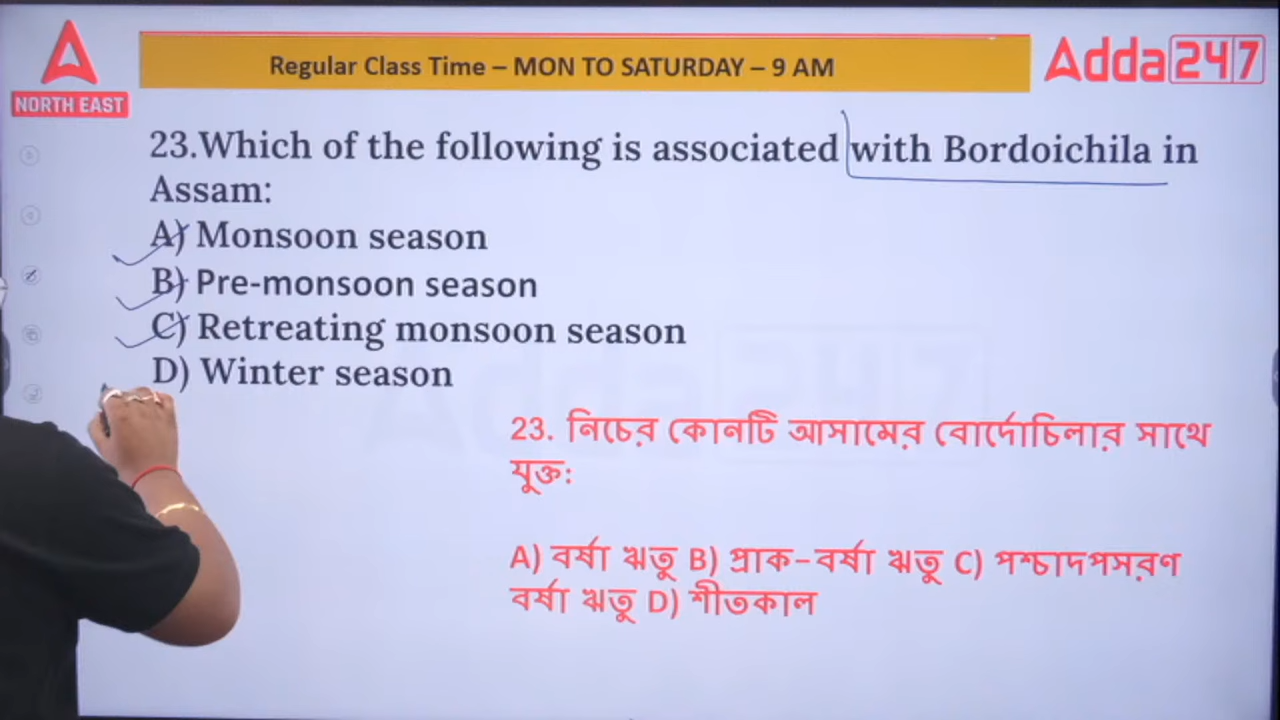 NORTH EAST
Regular Class Time – MON TO SATURDAY – 9 AM
Adda247
23.Which of the following is associated with Bordoichila in
Assam:
A) Monsoon season
B) Pre-monsoon season
C) Retreating monsoon season
D) Winter season
23. নিচের কোনটি আসামের বোর্দোচিলার সাথে
যুক্ত:
A) বর্ষা ঋতু B) প্রাক-বর্ষা ঋতু C) পশ্চাদপসরণ
বর্ষা ঋতু D) শীতকাল